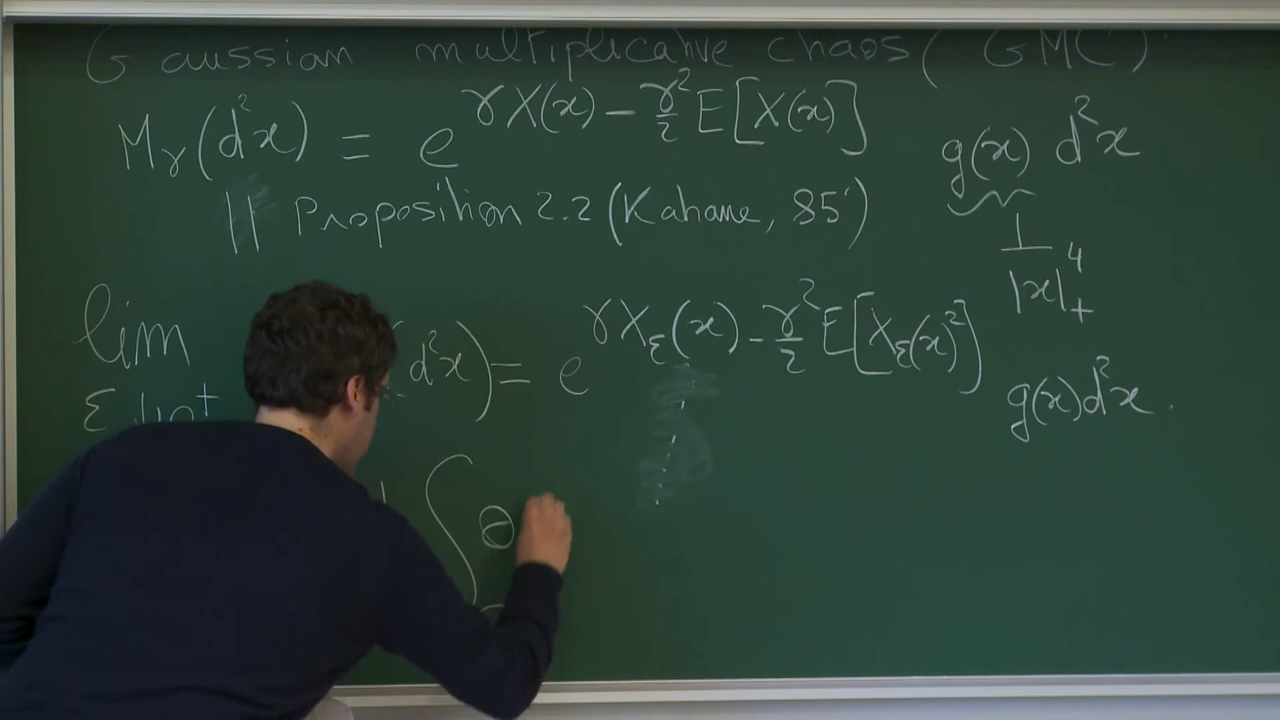 Gaussian multiplicative chaos (GMC).
M_γ(d²x) = e^{γX(x) − γ²/2 E[X(x)]} g(x) d²x
|| Proposition 2.2 (Kahane, 85')
1/|x|₊⁴
lim d²x) = e^{γX_ε(x) − γ²/2 E[X_ε(x)²]} g(x)d²x.
ε ↓ 0⁺
∫ θ